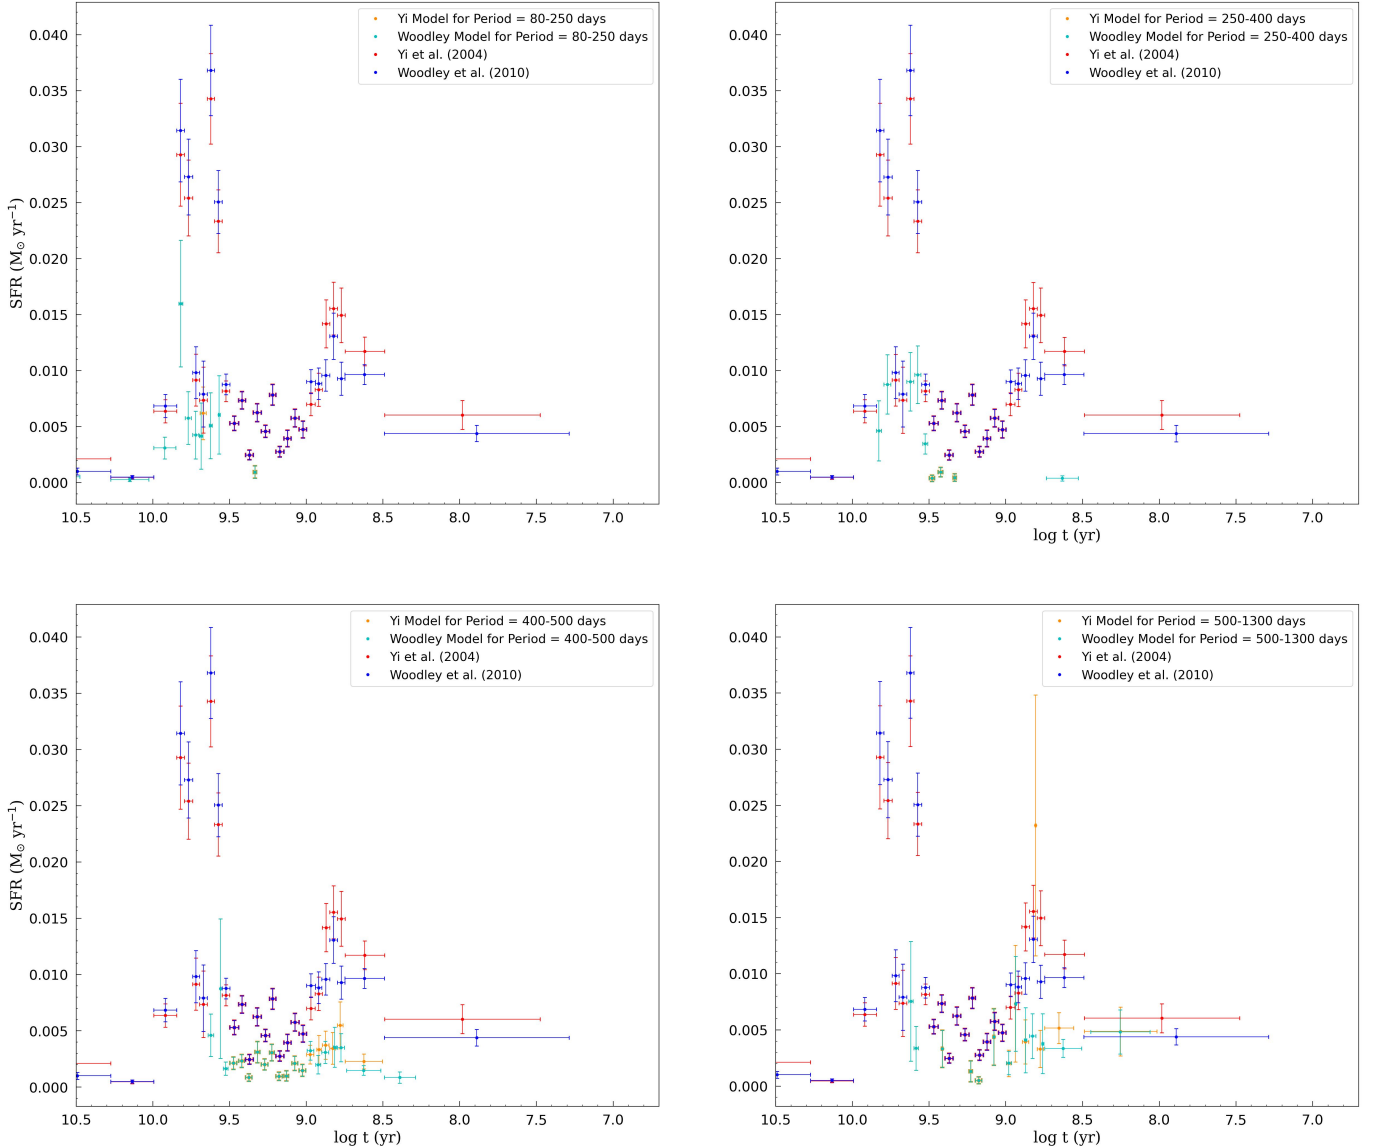 Yi Model for Period = 80-250 days
Woodley Model for Period = 80-250 days
Yi et al. (2004)
Woodley et al. (2010)
0.040
0.035
0.030
0.025
0.020
0.015
0.010
0.005
0.000
SFR (M⊙ yr−1)
10.5 10.0 9.5 9.0 8.5 8.0 7.5 7.0
Yi Model for Period = 250-400 days
Woodley Model for Period = 250-400 days
Yi et al. (2004)
Woodley et al. (2010)
0.040
0.035
0.030
0.025
0.020
0.015
0.010
0.005
0.000
10.5 10.0 9.5 9.0 8.5 8.0 7.5 7.0
log t (yr)
Yi Model for Period = 400-500 days
Woodley Model for Period = 400-500 days
Yi et al. (2004)
Woodley et al. (2010)
0.040
0.035
0.030
0.025
0.020
0.015
0.010
0.005
0.000
SFR (M⊙ yr−1)
10.5 10.0 9.5 9.0 8.5 8.0 7.5 7.0
log t (yr)
Yi Model for Period = 500-1300 days
Woodley Model for Period = 500-1300 days
Yi et al. (2004)
Woodley et al. (2010)
0.040
0.035
0.030
0.025
0.020
0.015
0.010
0.005
0.000
10.5 10.0 9.5 9.0 8.5 8.0 7.5 7.0
log t (yr)